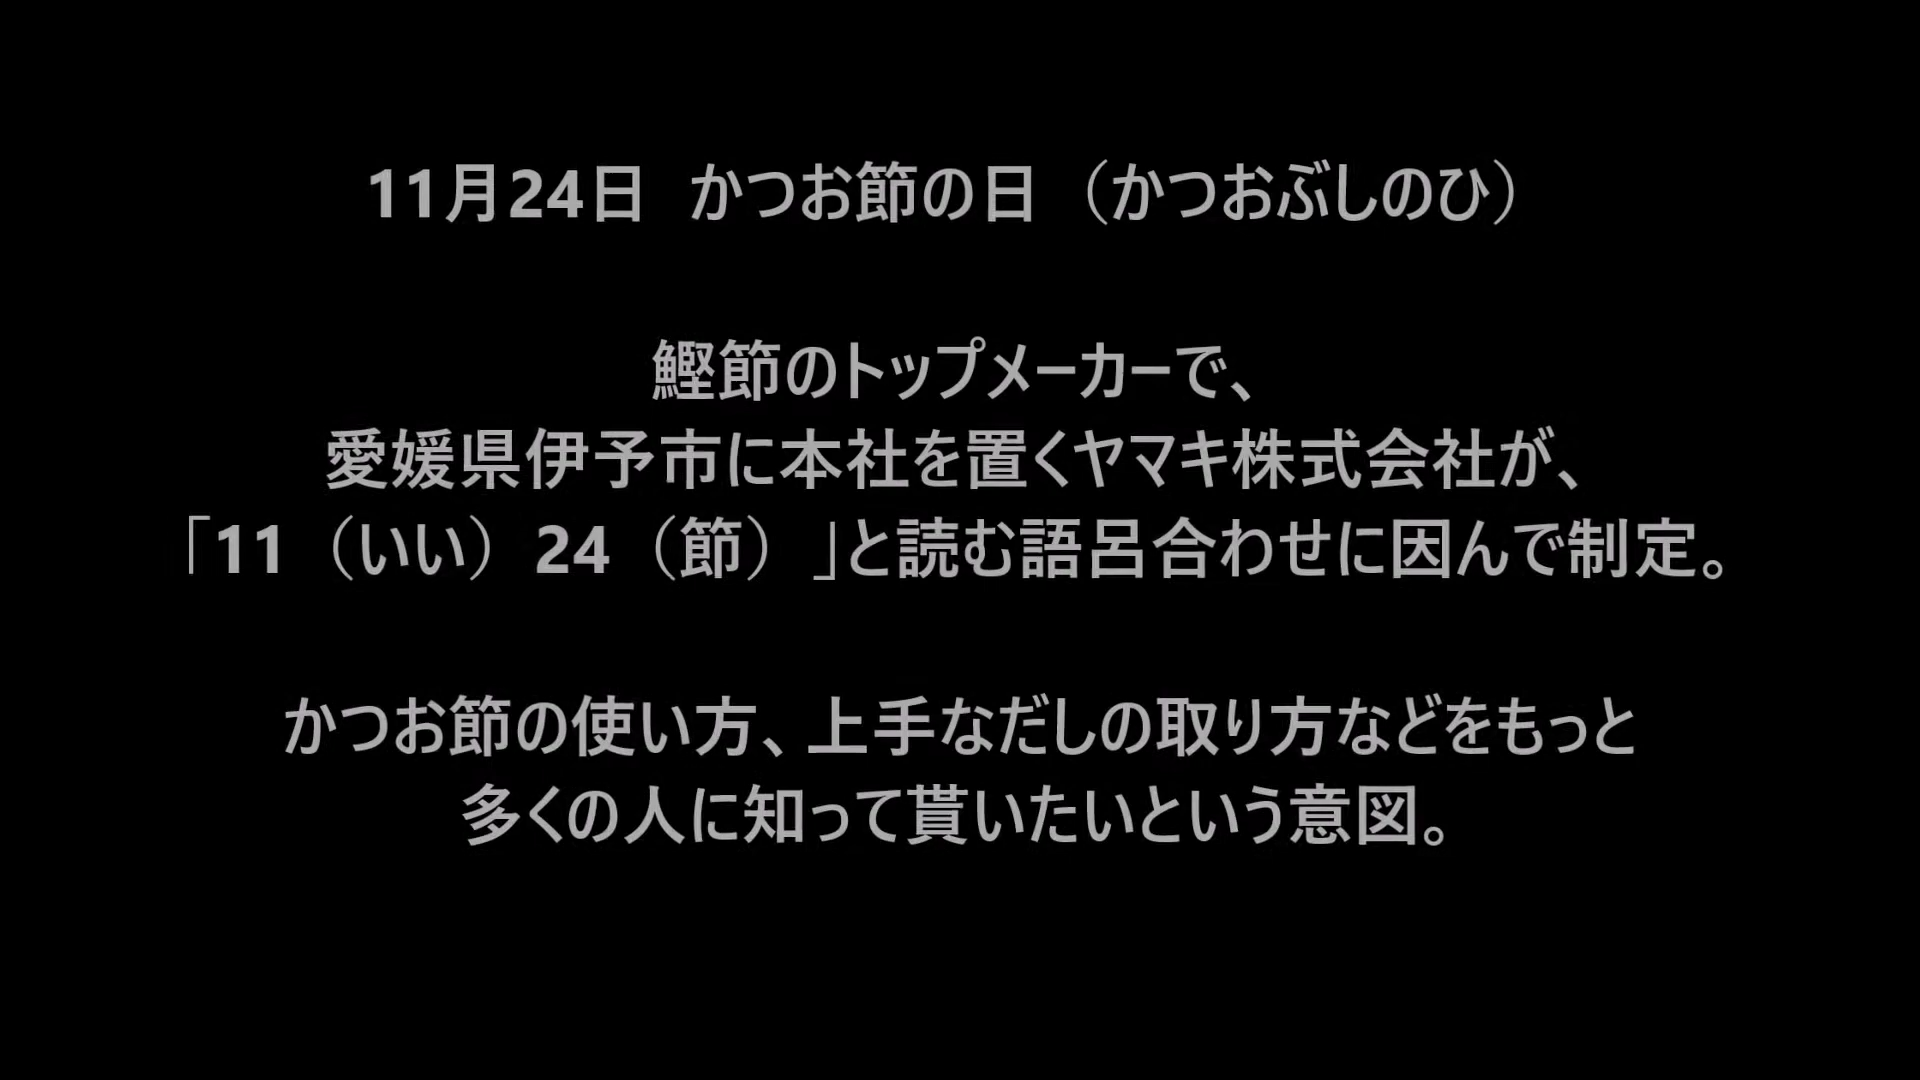 11月24日　かつお節の日（かつおぶしのひ）
鰹節のトップメーカーで、
愛媛県伊予市に本社を置くヤマキ株式会社が、
「11（いい）24（節）」と読む語呂合わせに因んで制定。
かつお節の使い方、上手なだしの取り方などをもっと
多くの人に知って貰いたいという意図。